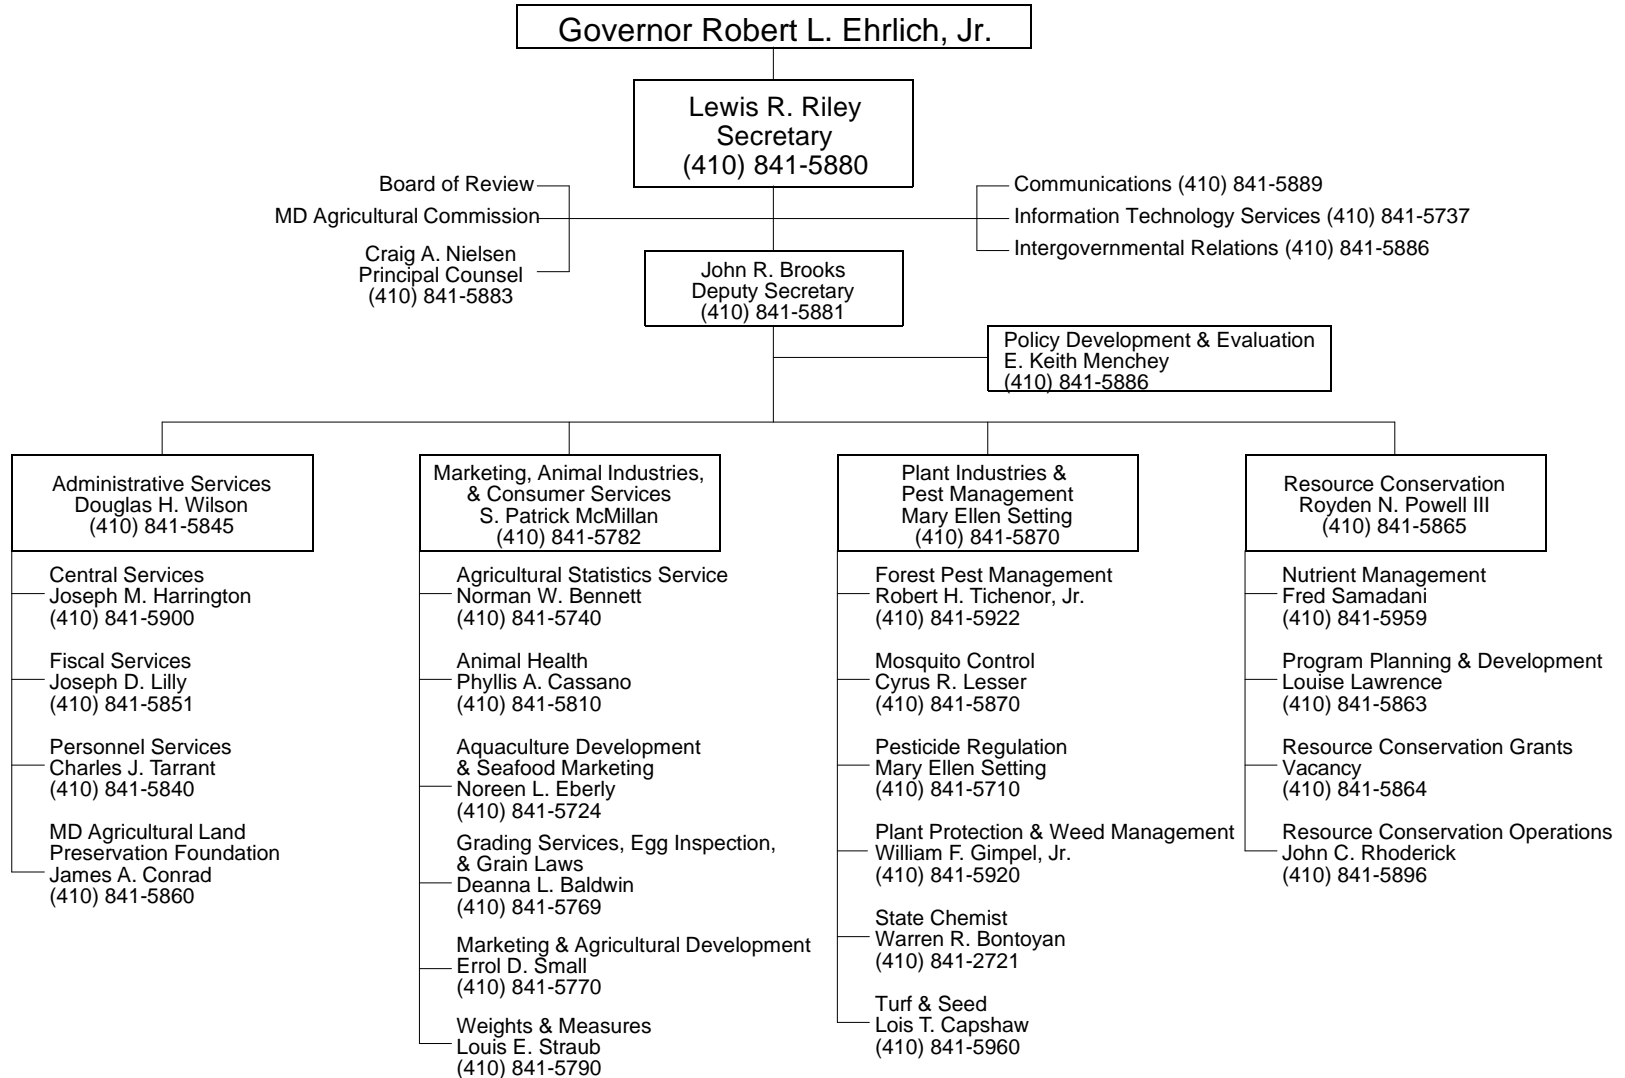 Governor Robert L. Ehrlich, Jr.
Lewis R. Riley
Secretary
(410) 841-5880
Board of Review
MD Agricultural Commission
Craig A. Nielsen
Principal Counsel
(410) 841-5883
Communications (410) 841-5889
Information Technology Services (410) 841-5737
Intergovernmental Relations (410) 841-5886
John R. Brooks
Deputy Secretary
(410) 841-5881
Policy Development & Evaluation
E. Keith Menchey
(410) 841-5886
Administrative Services
Douglas H. Wilson
(410) 841-5845
Central Services
Joseph M. Harrington
(410) 841-5900
Fiscal Services
Joseph D. Lilly
(410) 841-5851
Personnel Services
Charles J. Tarrant
(410) 841-5840
MD Agricultural Land
Preservation Foundation
James A. Conrad
(410) 841-5860
Marketing, Animal Industries,
& Consumer Services
S. Patrick McMillan
(410) 841-5782
Agricultural Statistics Service
Norman W. Bennett
(410) 841-5740
Animal Health
Phyllis A. Cassano
(410) 841-5810
Aquaculture Development
& Seafood Marketing
Noreen L. Eberly
(410) 841-5724
Grading Services, Egg Inspection,
& Grain Laws
Deanna L. Baldwin
(410) 841-5769
Marketing & Agricultural Development
Errol D. Small
(410) 841-5770
Weights & Measures
Louis E. Straub
(410) 841-5790
Plant Industries &
Pest Management
Mary Ellen Setting
(410) 841-5870
Forest Pest Management
Robert H. Tichenor, Jr.
(410) 841-5922
Mosquito Control
Cyrus R. Lesser
(410) 841-5870
Pesticide Regulation
Mary Ellen Setting
(410) 841-5710
Plant Protection & Weed Management
William F. Gimpel, Jr.
(410) 841-5920
State Chemist
Warren R. Bontoyan
(410) 841-2721
Turf & Seed
Lois T. Capshaw
(410) 841-5960
Resource Conservation
Royden N. Powell III
(410) 841-5865
Nutrient Management
Fred Samadani
(410) 841-5959
Program Planning & Development
Louise Lawrence
(410) 841-5863
Resource Conservation Grants
Vacancy
(410) 841-5864
Resource Conservation Operations
John C. Rhoderick
(410) 841-5896